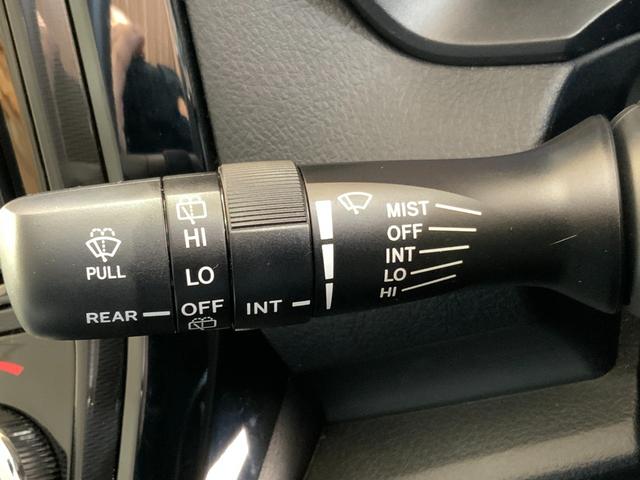 PULL
REAR
HI
LO
OFF
INT
MIST
OFF
INT
LO
HI